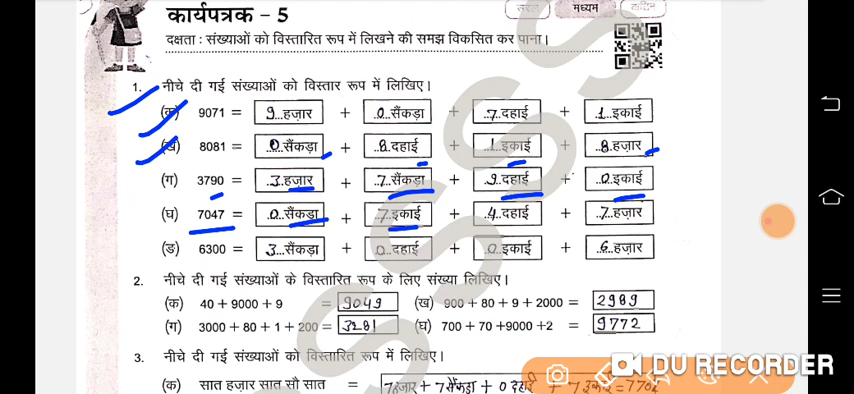 सरल मध्यम कठिन
कार्यपत्रक - 5
दक्षता : संख्याओं को विस्तारित रूप में लिखने की समझ विकसित कर पाना।
1. नीचे दी गई संख्याओं को विस्तार रूप में लिखिए।
(क) 9071 = 9 हज़ार + 0 सैंकड़ा + 7 दहाई + 1 इकाई
(ख) 8081 = 0 सैंकड़ा + 8 दहाई + 1 इकाई + 8 हज़ार
(ग) 3790 = 3 हज़ार + 7 सैंकड़ा + 9 दहाई + 0 इकाई
(घ) 7047 = 0 सैंकड़ा + 7 इकाई + 4 दहाई + 7 हज़ार
(ङ) 6300 = 3 सैंकड़ा + 0 दहाई + 0 इकाई + 6 हज़ार
2. नीचे दी गई संख्याओं के विस्तारित रूप के लिए संख्या लिखिए।
(क) 40 + 9000 + 9 = 9049 (ख) 900 + 80 + 9 + 2000 = 2989
(ग) 3000 + 80 + 1 + 200 = 3281 (घ) 700 + 70 +9000 +2 = 9772
3. नीचे दी गई संख्याओं को विस्तारित रूप में लिखिए।
(क) सात हज़ार सात सौ सात = 7 हज़ार + 7 सैंकड़ा + 0 दहाई + 7 इकाई
DU RECORDER